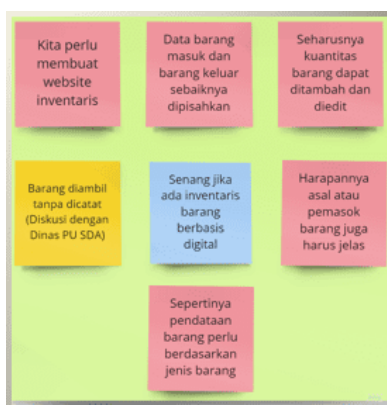 Kita perlu
membuat
website
inventaris
Data barang
masuk dan
barang keluar
sebaiknya
dipisahkan
Seharusnya
kuantitas
barang dapat
ditambah dan
diedit
Barang diambil
tanpa dicatat
(Diskusi dengan
Dinas PU SDA)
Senang jika
ada inventaris
barang
berbasis
digital
Harapannya
asal atau
pemasok
barang juga
harus jelas
Sepertinya
pendataan
barang perlu
berdasarkan
jenis barang